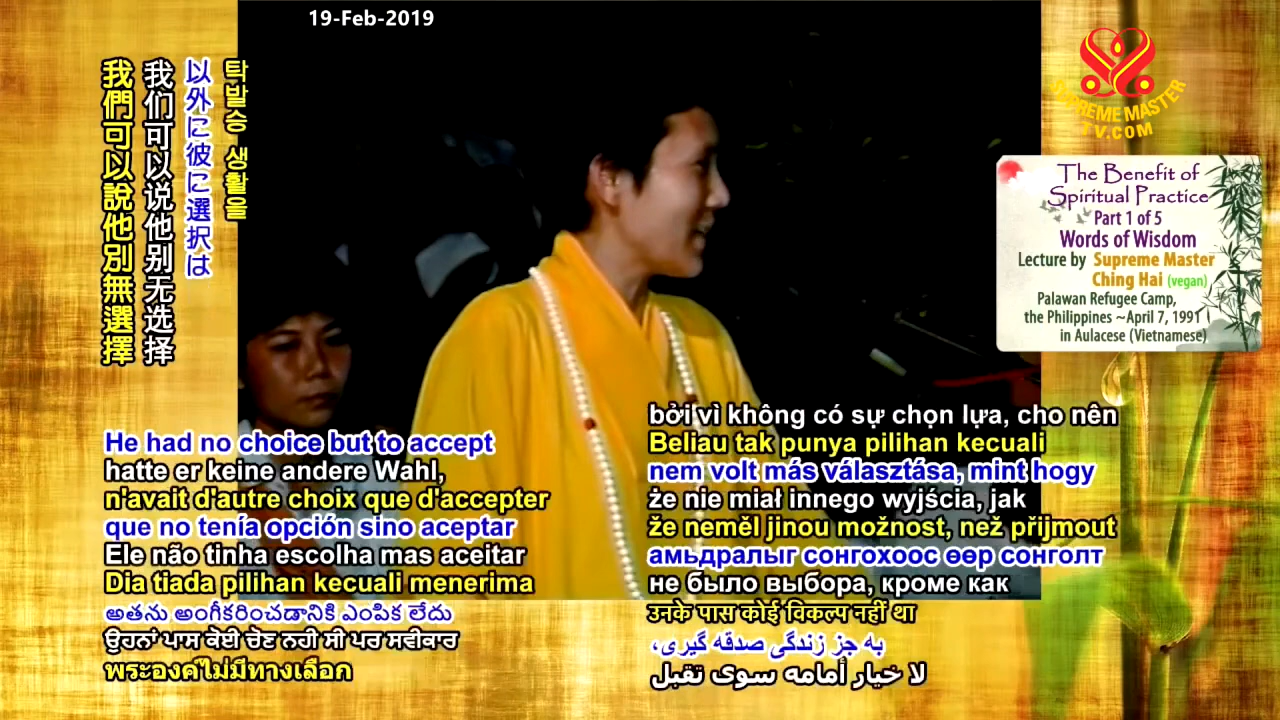 19-Feb-2019
SUPREME MASTER
TV.COM
我們可以說他別無選擇
我们可以说他别无选择
以外に彼に選択は
탁발승 생활을
The Benefit of
Spiritual Practice
Part 1 of 5
Words of Wisdom
Lecture by Supreme Master
Ching Hai (vegan)
Palawan Refugee Camp,
the Philippines ~April 7, 1991
in Aulacese (Vietnamese)
He had no choice but to accept
hatte er keine andere Wahl,
n'avait d'autre choix que d'accepter
que no tenía opción sino aceptar
Ele não tinha escolha mas aceitar
Dia tiada pilihan kecuali menerima
అతను అంగీకరించడానికి ఎంపిక లేదు
ਉਹਨਾਂ ਪਾਸ ਕੋਈ ਚੋਣ ਨਹੀ ਸੀ ਪਰ ਸਵੀਕਾਰ
พระองค์ไม่มีทางเลือก
bởi vì không có sự chọn lựa, cho nên
Beliau tak punya pilihan kecuali
nem volt más választása, mint hogy
że nie miał innego wyjścia, jak
že neměl jinou možnost, než přijmout
амьдралыг сонгохоос өөр сонголт
не было выбора, кроме как
उनके पास कोई विकल्प नहीं था
به جز زندگی صدقه گیری،
لا خيار أمامه سوى تقبل